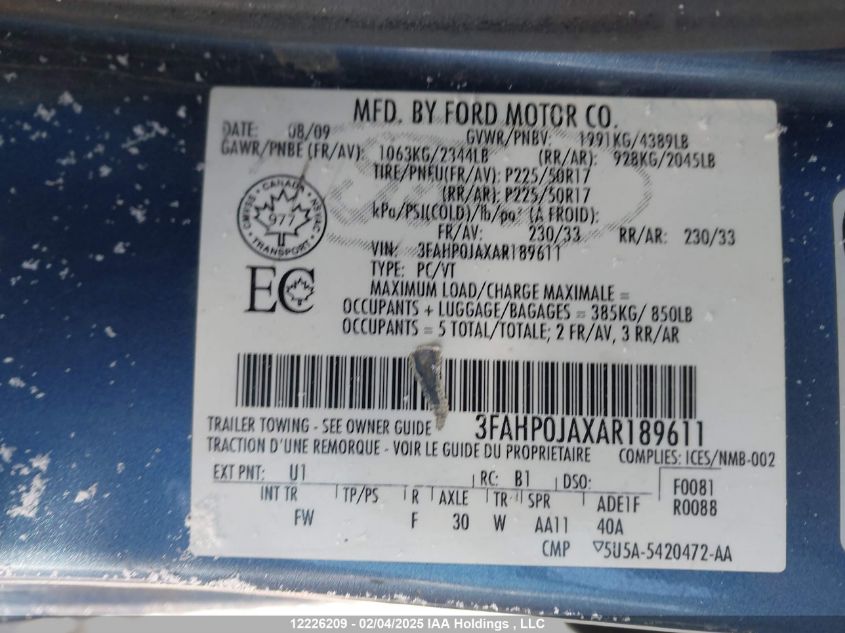 MFD. BY FORD MOTOR CO.
DATE: 08/09 GVWR/PNBV: 1991KG/4389LB
GAWR/PNBE (FR/AV): 1063KG/2344LB (RR/AR): 928KG/2045LB
TIRE/PNEU(FR/AV): P225/50R17
(RR/AR): P225/50R17
kPa/PSI(COLD)/lb/po² (A FROID):
FR/AV: 230/33 RR/AR: 230/33
VIN: 3FAHP0JAXAR189611
TYPE: PC/VT
MAXIMUM LOAD/CHARGE MAXIMALE =
OCCUPANTS + LUGGAGE/BAGAGES = 385KG/ 850LB
OCCUPANTS = 5 TOTAL/TOTALE; 2 FR/AV, 3 RR/AR
CANADA
CMVSS NSVAC
977
TRANSPORT
EC
TRAILER TOWING - SEE OWNER GUIDE 3FAHP0JAXAR189611
TRACTION D'UNE REMORQUE - VOIR LE GUIDE DU PROPRIETAIRE COMPLIES: ICES/NMB-002
EXT PNT: U1 RC: B1 DSO: F0081
INT TR TP/PS R AXLE TR SPR ADE1F R0088
FW F 30 W AA11 40A
CMP ▽5U5A-5420472-AA
12226209 - 02/04/2025 IAA Holdings, LLC